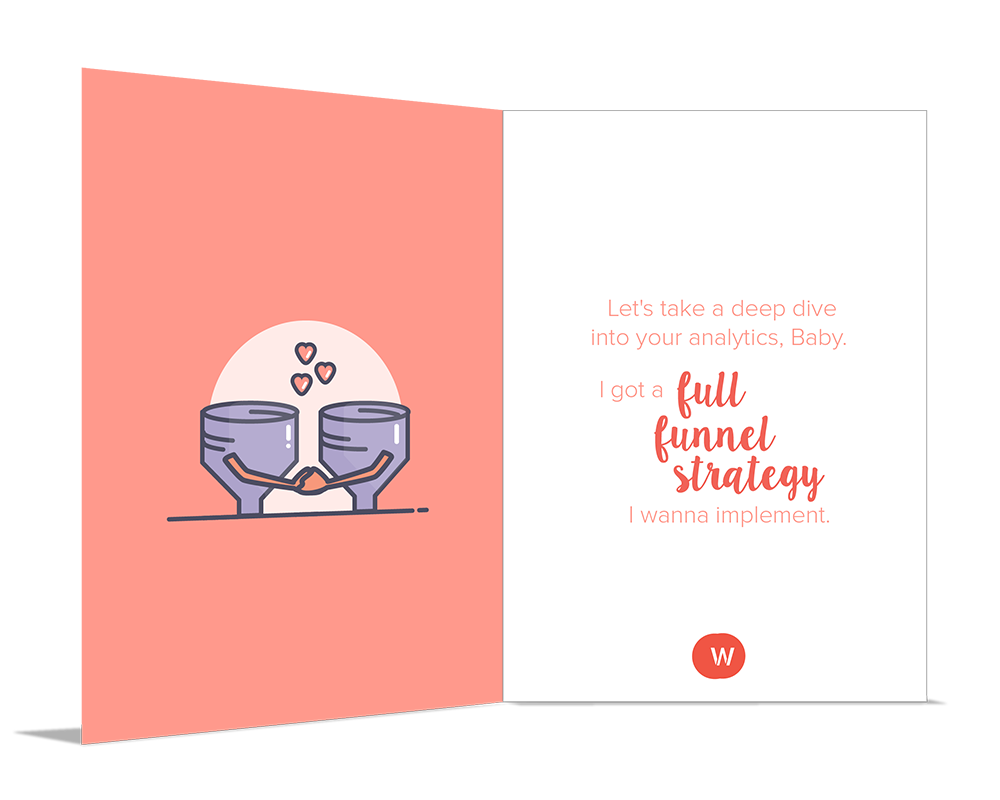 Let's take a deep dive
into your analytics, Baby.
I got a full
funnel
strategy
I wanna implement.
W